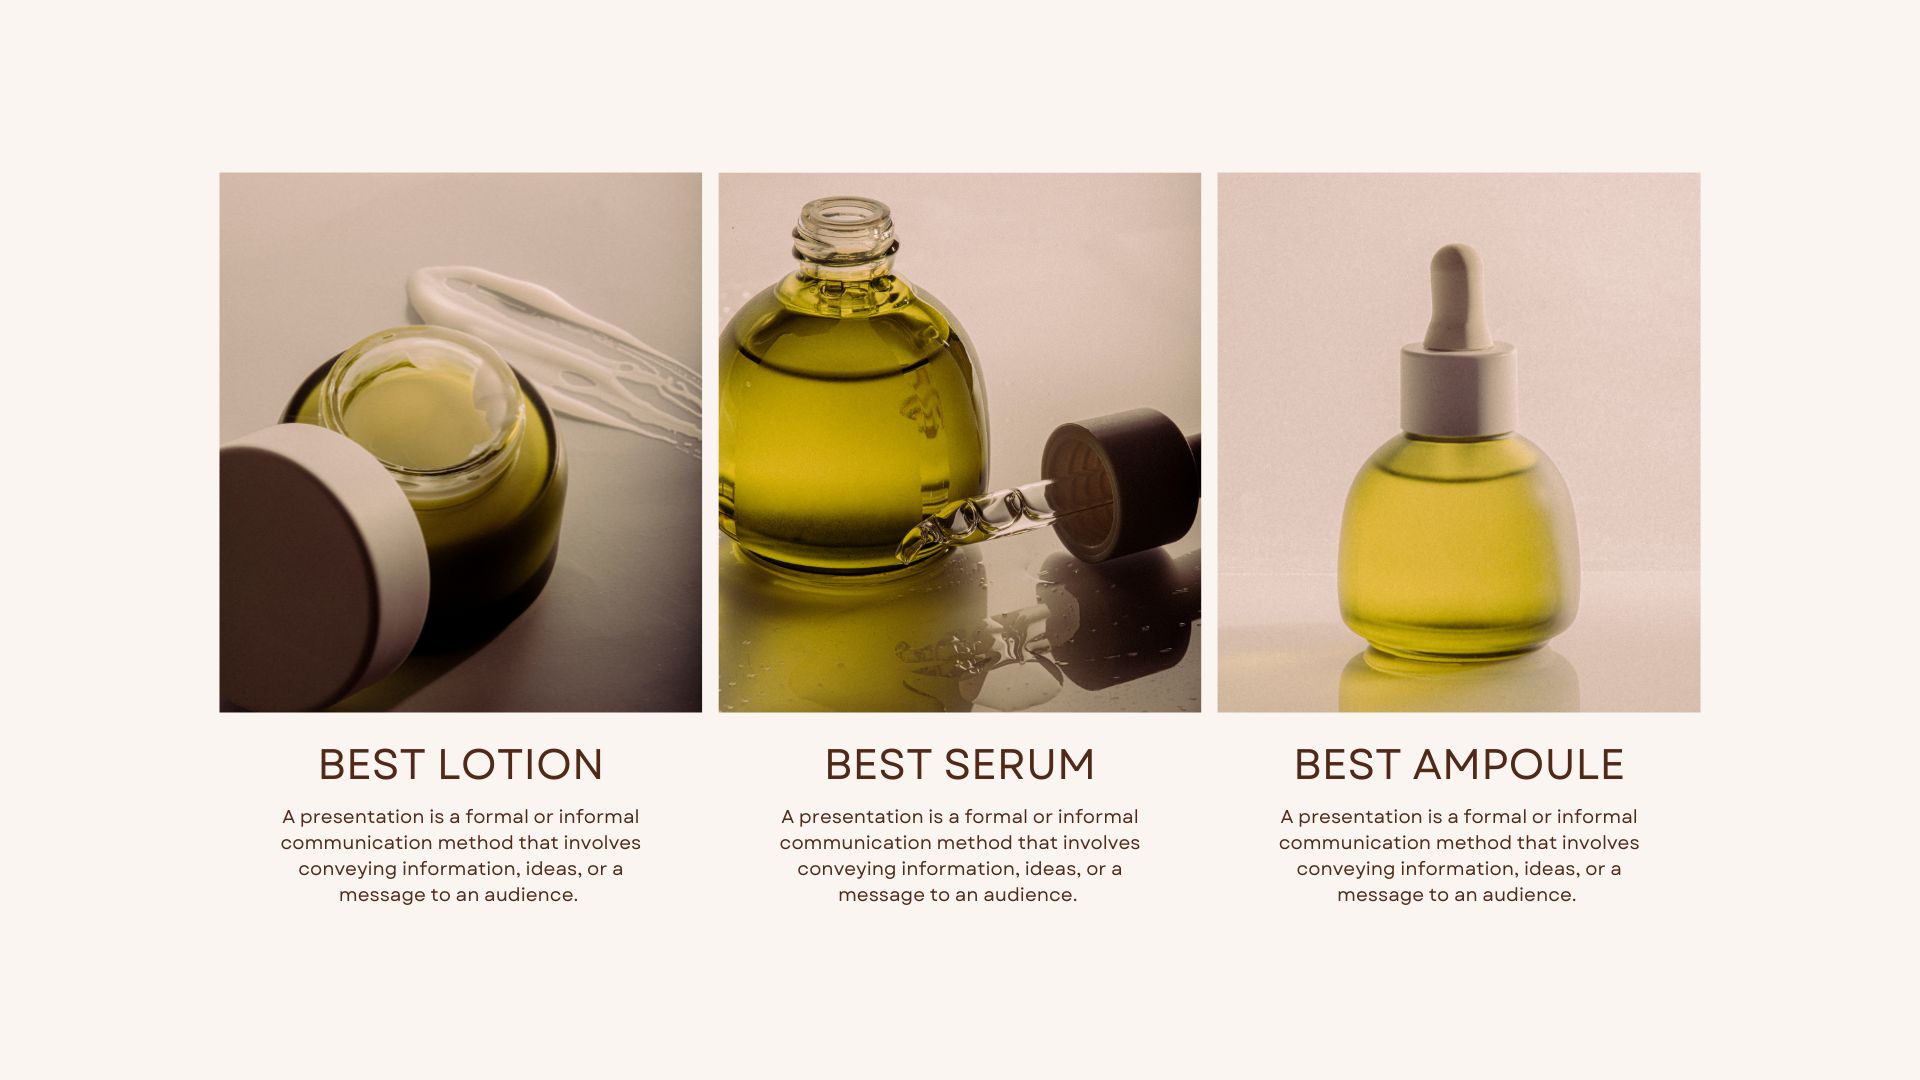 BEST LOTION
A presentation is a formal or informal
communication method that involves
conveying information, ideas, or a
message to an audience.
BEST SERUM
A presentation is a formal or informal
communication method that involves
conveying information, ideas, or a
message to an audience.
BEST AMPOULE
A presentation is a formal or informal
communication method that involves
conveying information, ideas, or a
message to an audience.